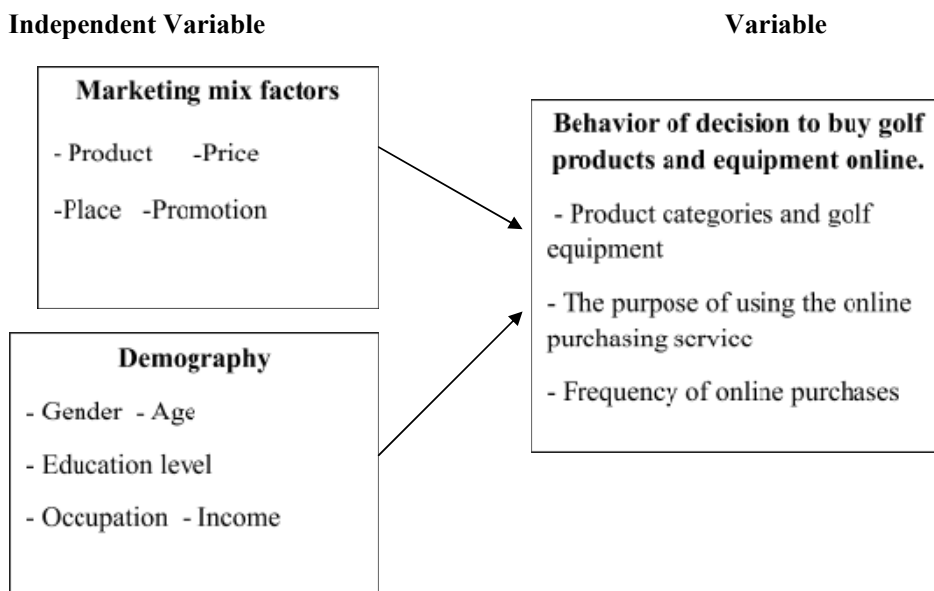 Independent Variable
Variable
Marketing mix factors
- Product -Price
-Place -Promotion
Demography
- Gender - Age
- Education level
- Occupation - Income
Behavior of decision to buy golf
products and equipment online.
- Product categories and golf
equipment
- The purpose of using the online
purchasing service
- Frequency of online purchases